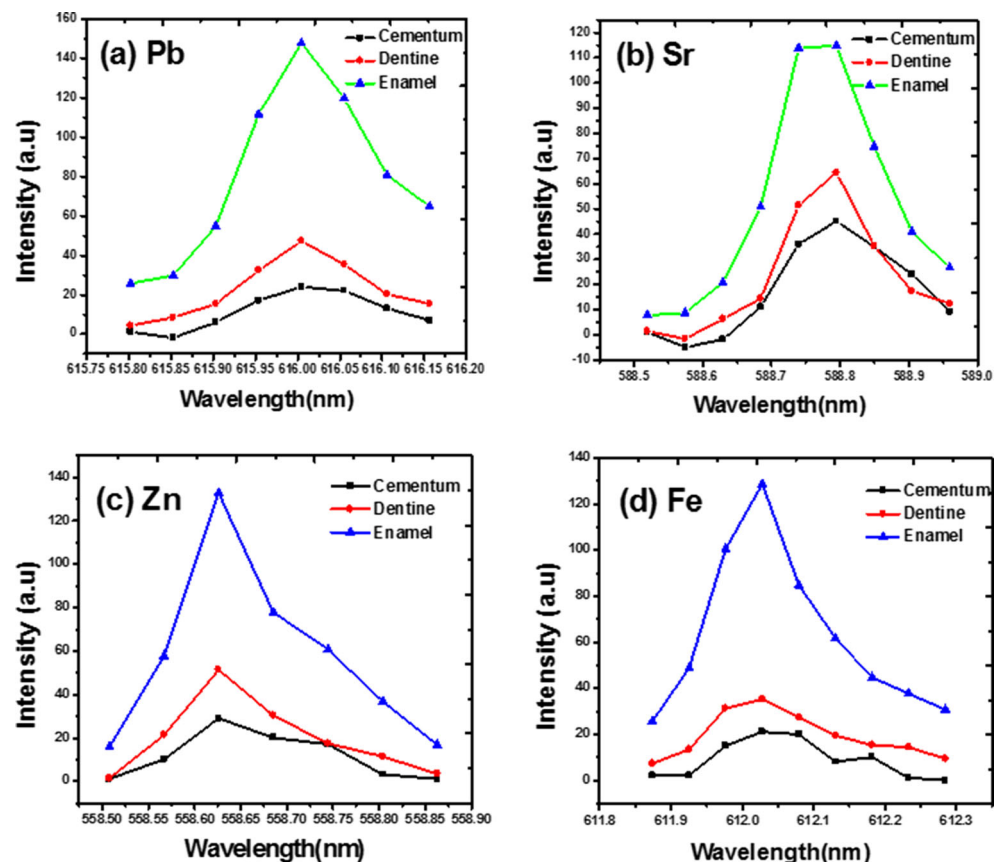 (a) Pb
Cementum
Dentine
Enamel
Intensity (a.u)
160
140
120
100
80
60
40
20
0
615.75 615.80 615.85 615.90 615.95 616.00 616.05 616.10 616.15 616.20
Wavelength(nm)
(b) Sr
Cementum
Dentine
Enamel
Intensity (a.u)
120
110
100
90
80
70
60
50
40
30
20
10
0
-10
588.5 588.6 588.7 588.8 588.9 589.0
Wavelength(nm)
(c) Zn
Cementum
Dentine
Enamel
Intensity (a.u)
140
120
100
80
60
40
20
0
558.50 558.55 558.60 558.65 558.70 558.75 558.80 558.85 558.90
Wavelength(nm)
(d) Fe
Cementum
Dentine
Enamel
Intensity (a.u)
140
120
100
80
60
40
20
0
611.8 611.9 612.0 612.1 612.2 612.3
Wavelength(nm)